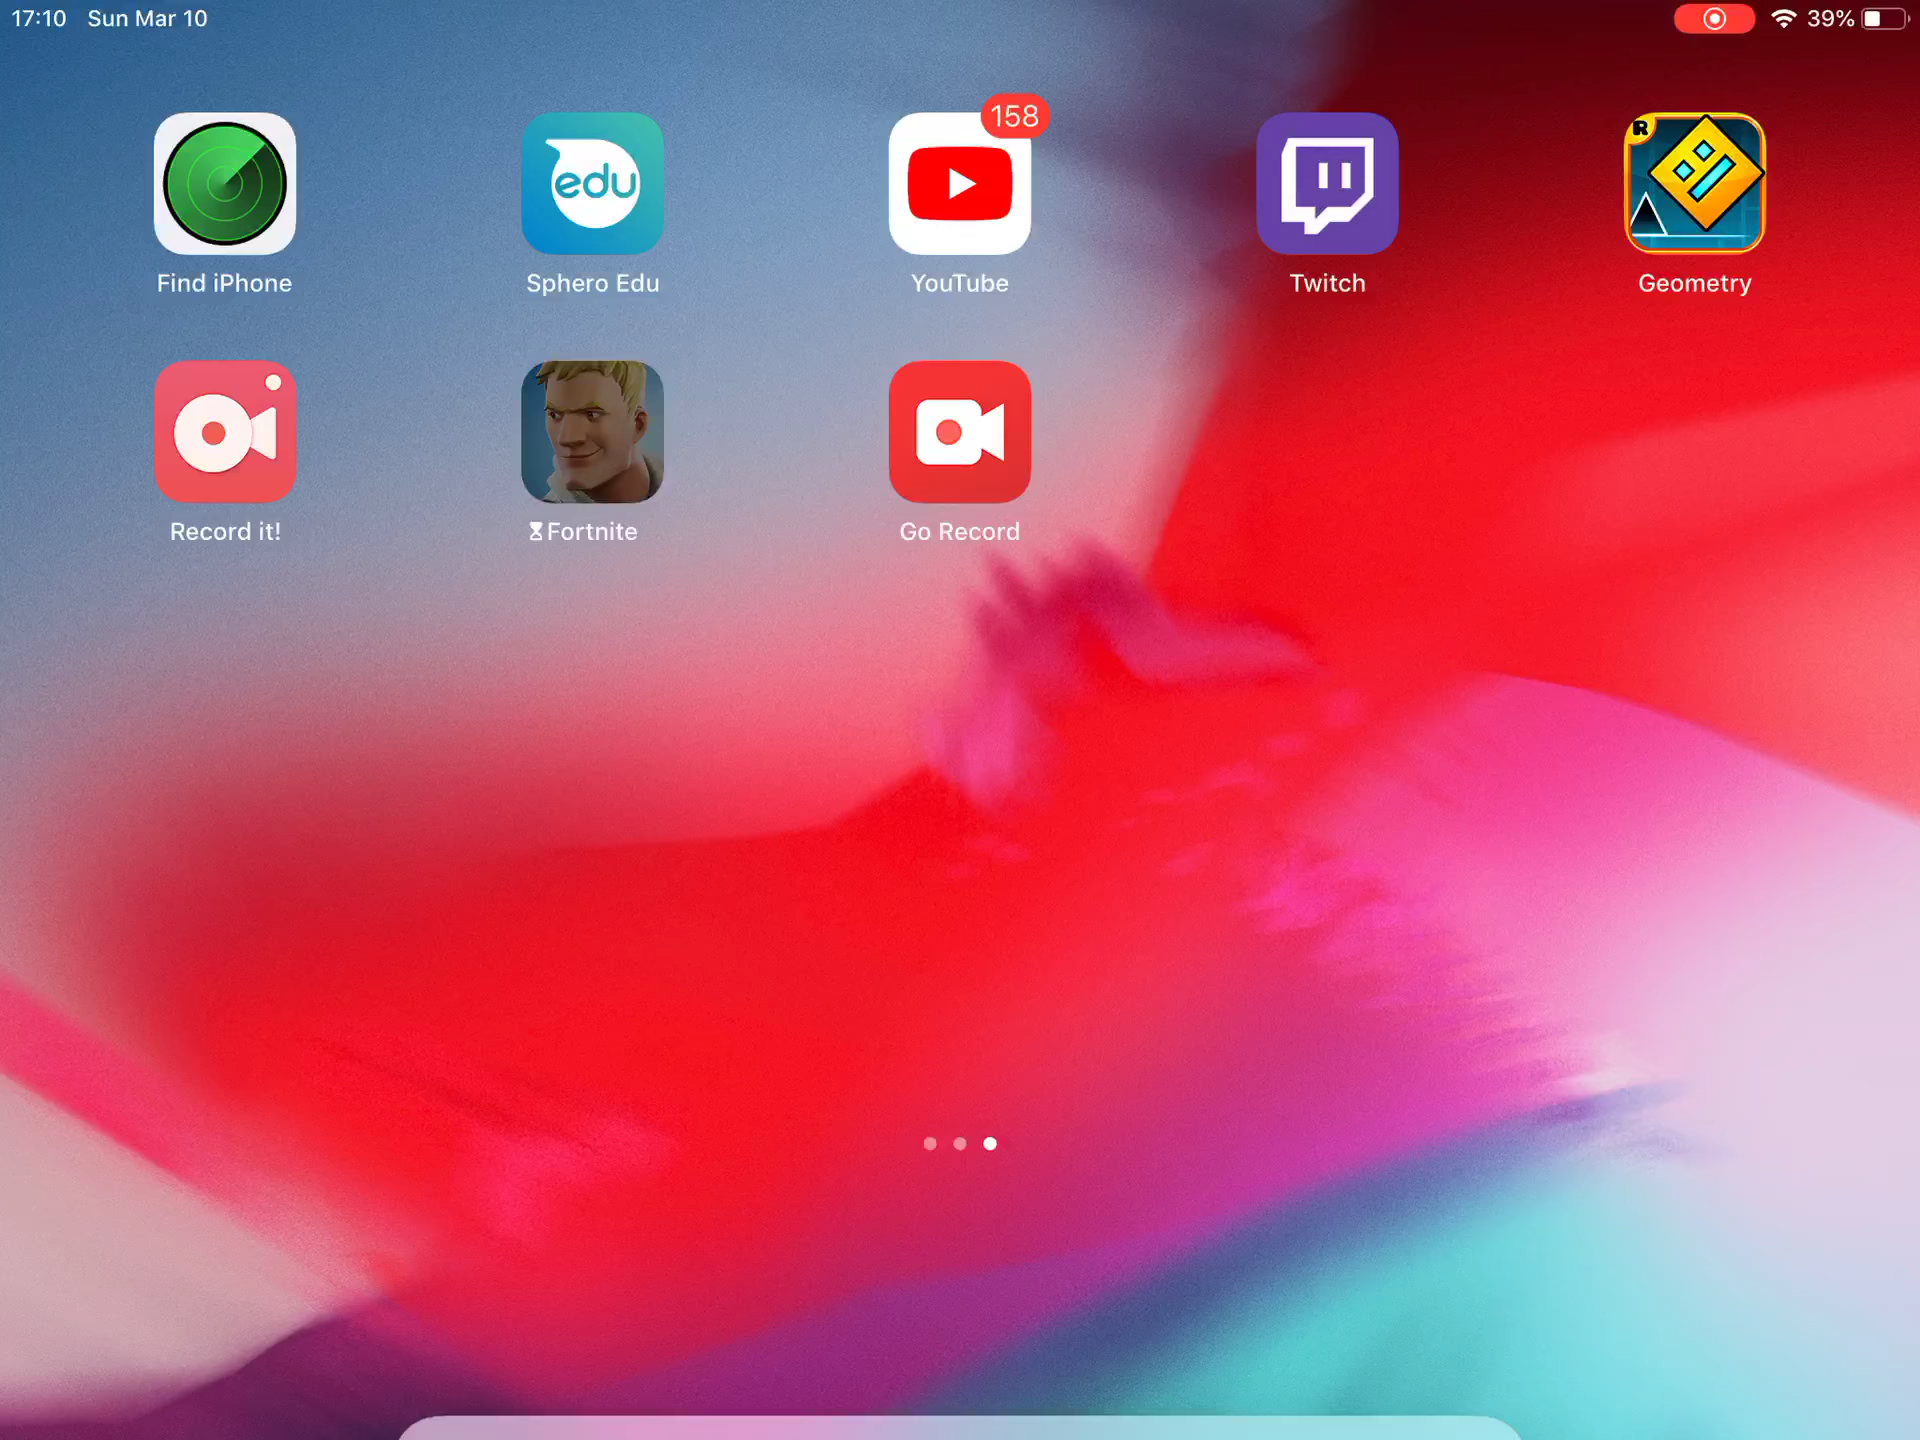 17:10 Sun Mar 10
39%
158
edu
R
Find iPhone
Sphero Edu
YouTube
Twitch
Geometry
Record it!
Fortnite
Go Record